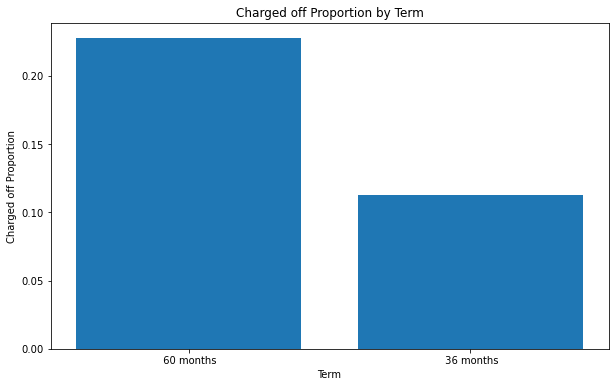 Charged off Proportion by Term
Charged off Proportion
0.20
0.15
0.10
0.05
0.00
60 months
36 months
Term